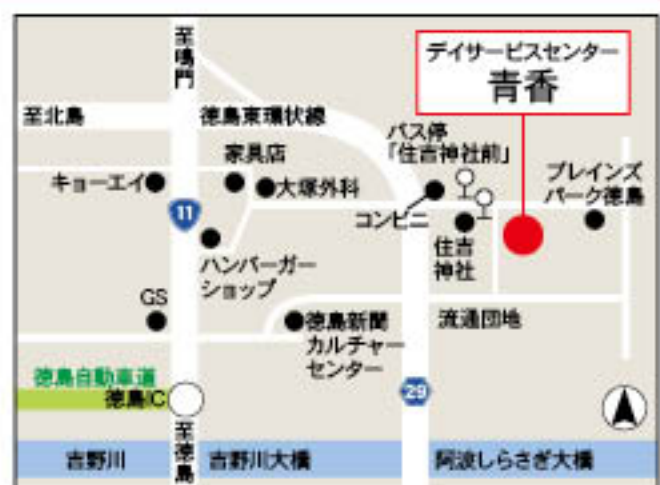 デイサービスセンター
青香
至鳴門
至北島
徳島東環状線
バス停
「住吉神社前」
家具店
キョーエイ
大塚外科
コンビニ
ブレインズ
パーク徳島
11
住吉
神社
ハンバーガー
ショップ
GS
徳島新聞
カルチャー
センター
流通団地
徳島自動車道
徳島IC
29
至徳島
吉野川
吉野川大橋
阿波しらさぎ大橋